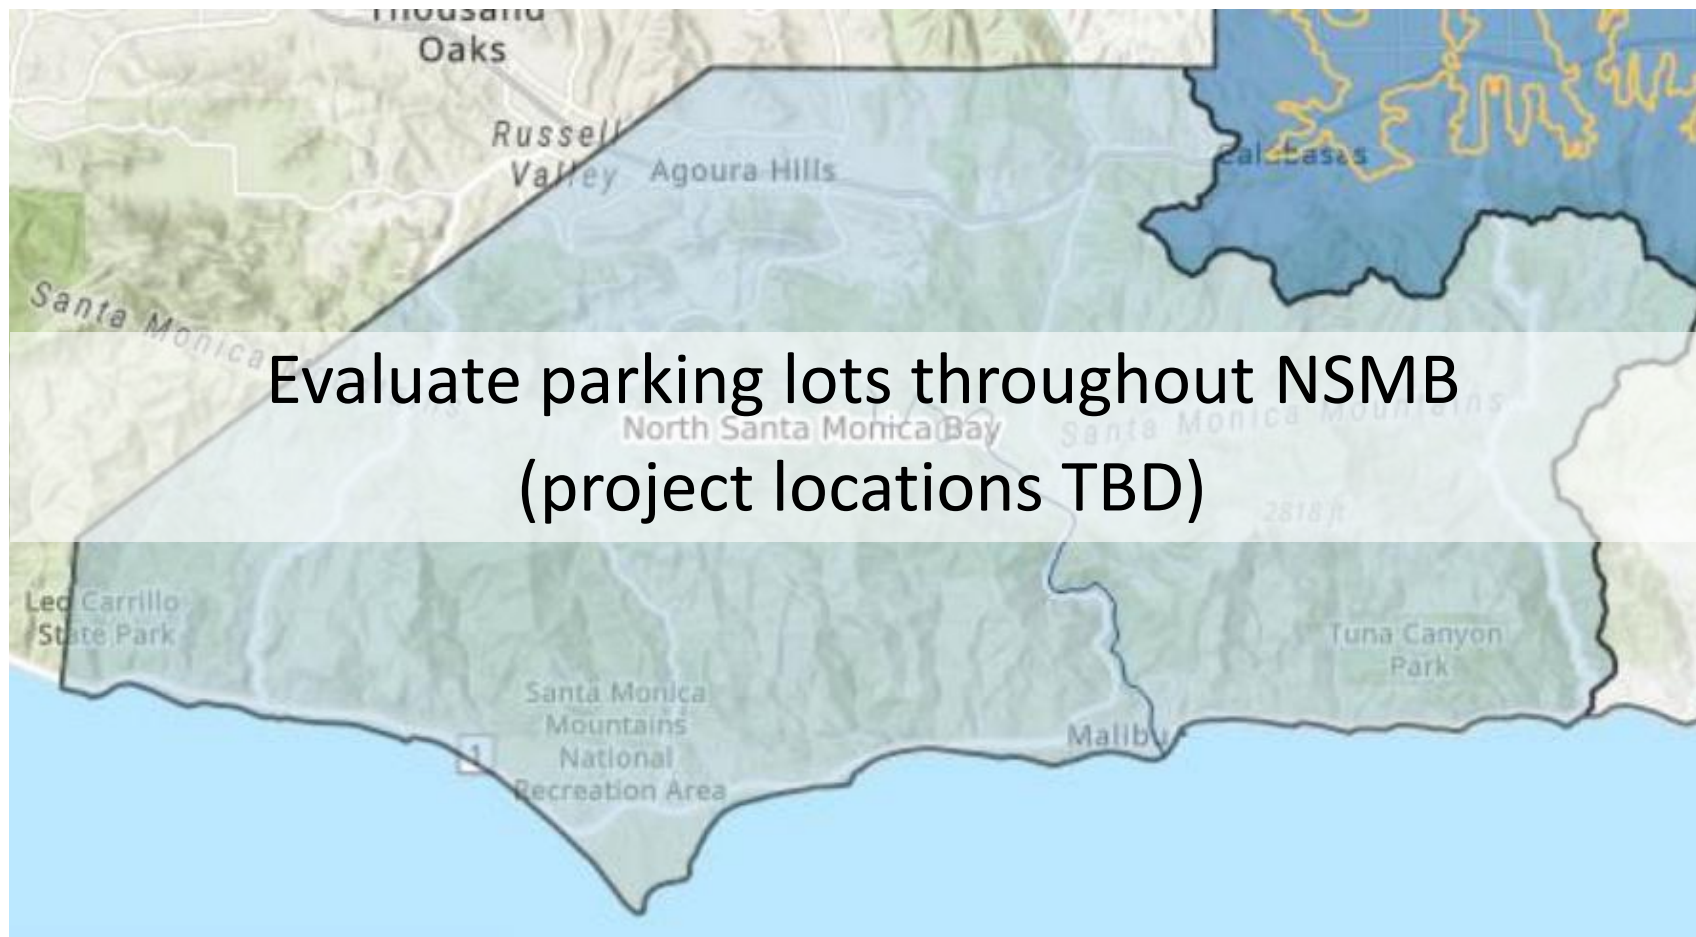 Thousand
Oaks
Russell
Valley
Agoura Hills
Calabasas
Santa Monica
Evaluate parking lots throughout NSMB
North Santa Monica Bay
Santa Monica Mountains
(project locations TBD)
2818 ft
Leo Carrillo
State Park
Tuna Canyon
Park
Santa Monica
Mountains
National
Recreation Area
1
Malibu